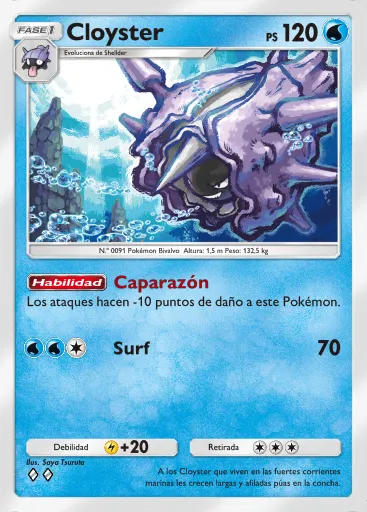 FASE 1
Cloyster
PS 120
Evoluciona de Shellder
N.º 0091 Pokémon Bivalvo Altura: 1,5 m Peso: 132,5 kg
Habilidad Caparazón
Los ataques hacen -10 puntos de daño a este Pokémon.
Surf 70
Debilidad +20 Retirada
Ilus. Saya Tsuruta
A los Cloyster que viven en las fuertes corrientes
marinas les crecen largas y afiladas púas en la concha.